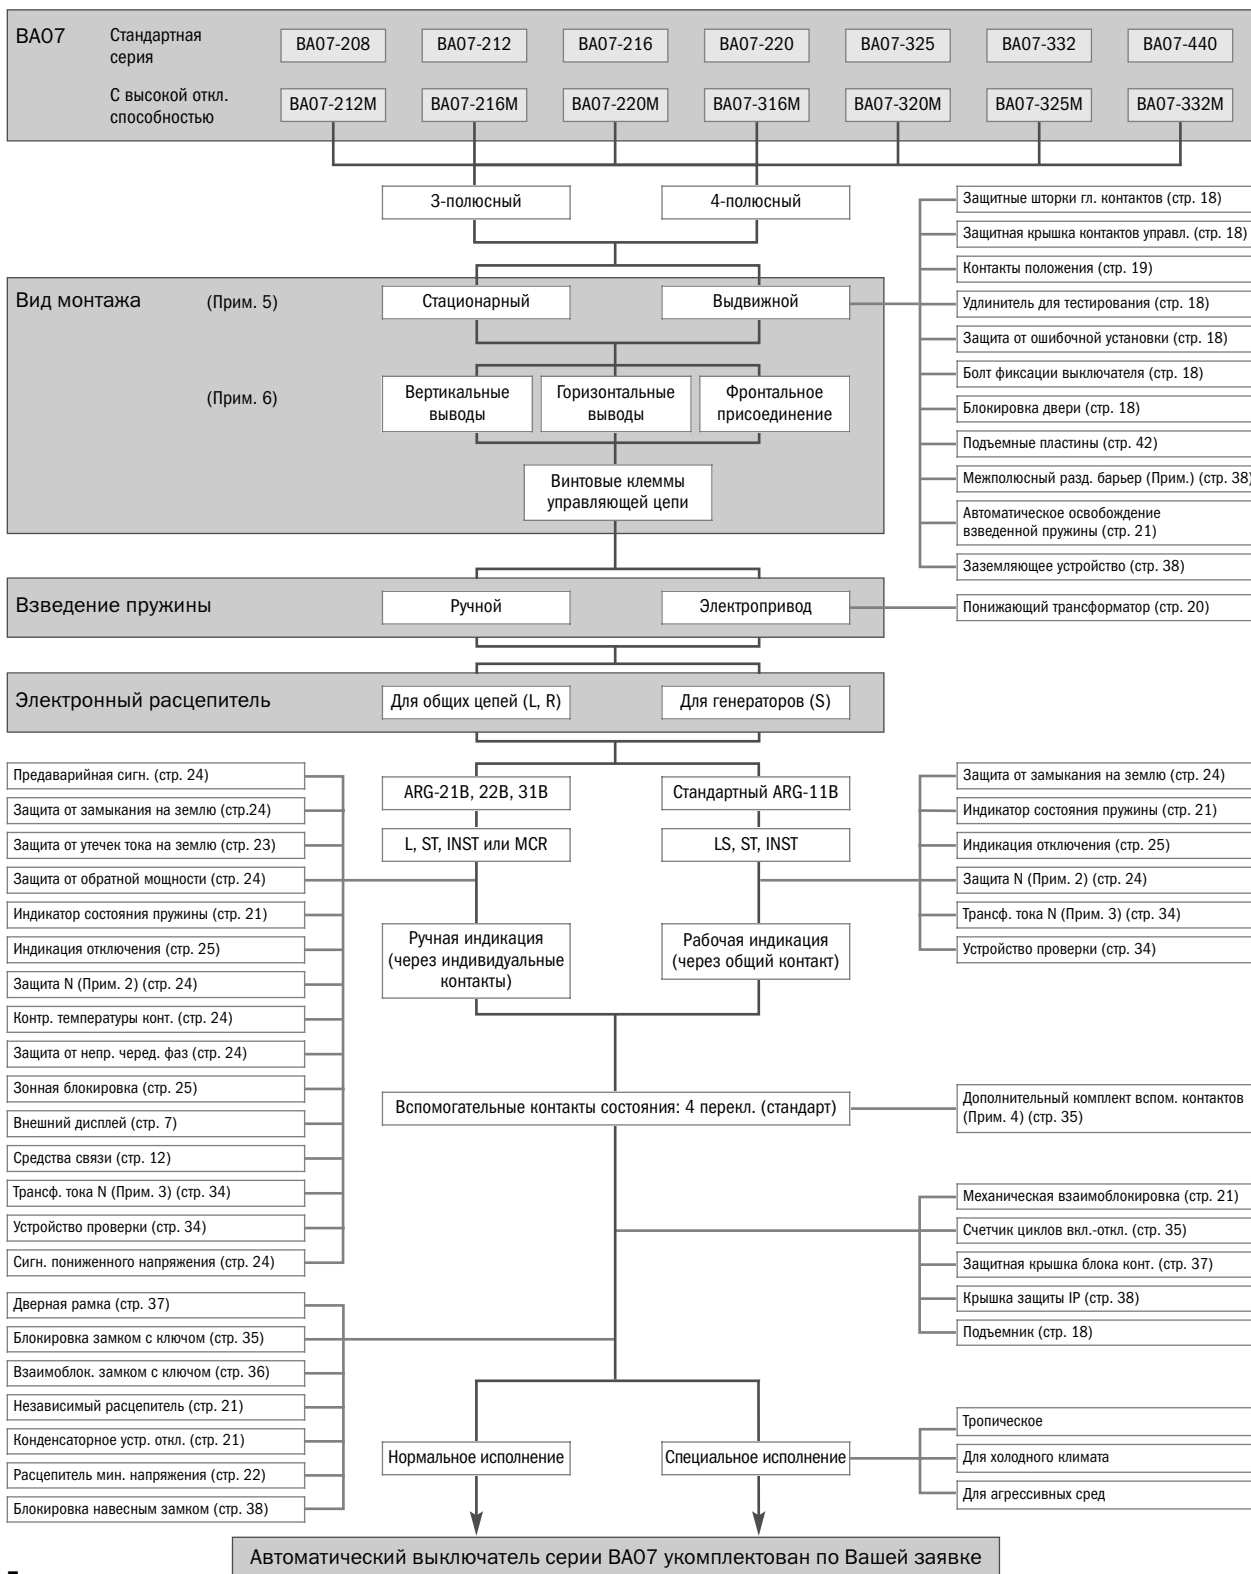 ВА07
Стандартная
серия
ВА07-208
ВА07-212
ВА07-216
ВА07-220
ВА07-325
ВА07-332
ВА07-440
С высокой откл.
способностью
ВА07-212М
ВА07-216М
ВА07-220М
ВА07-316М
ВА07-320М
ВА07-325М
ВА07-332М
3-полюсный
4-полюсный
Вид монтажа
(Прим. 5)
Стационарный
Выдвижной
(Прим. 6)
Вертикальные
выводы
Горизонтальные
выводы
Фронтальное
присоединение
Винтовые клеммы
управляющей цепи
Защитные шторки гл. контактов (стр. 18)
Защитная крышка контактов управл. (стр. 18)
Контакты положения (стр. 19)
Удлинитель для тестирования (стр. 18)
Защита от ошибочной установки (стр. 18)
Болт фиксации выключателя (стр. 18)
Блокировка двери (стр. 18)
Подъемные пластины (стр. 42)
Межполюсный разд. барьер (Прим.) (стр. 38)
Автоматическое освобождение
взведенной пружины (стр. 21)
Заземляющее устройство (стр. 38)
Взведение пружины
Ручной
Электропривод
Понижающий трансформатор (стр. 20)
Электронный расцепитель
Для общих цепей (L, R)
Для генераторов (S)
Предаварийная сигн. (стр. 24)
Защита от замыкания на землю (стр.24)
Защита от утечек тока на землю (стр. 23)
Защита от обратной мощности (стр. 24)
Индикатор состояния пружины (стр. 21)
Индикация отключения (стр. 25)
Защита N (Прим. 2) (стр. 24)
Контр. температуры конт. (стр. 24)
Защита от непр. черед. фаз (стр. 24)
Зонная блокировка (стр. 25)
Внешний дисплей (стр. 7)
Средства связи (стр. 12)
Трансф. тока N (Прим. 3) (стр. 34)
Устройство проверки (стр. 34)
Сигн. пониженного напряжения (стр. 24)
ARG-21B, 22B, 31B
Стандартный ARG-11B
L, ST, INST или MCR
LS, ST, INST
Ручная индикация
(через индивидуальные
контакты)
Рабочая индикация
(через общий контакт)
Защита от замыкания на землю (стр. 24)
Индикатор состояния пружины (стр. 21)
Индикация отключения (стр. 25)
Защита N (Прим. 2) (стр. 24)
Трансф. тока N (Прим. 3) (стр. 34)
Устройство проверки (стр. 34)
Вспомогательные контакты состояния: 4 перекл. (стандарт)
Дополнительный комплект вспом. контактов
(Прим. 4) (стр. 35)
Механическая взаимоблокировка (стр. 21)
Счетчик циклов вкл.-откл. (стр. 35)
Защитная крышка блока конт. (стр. 37)
Крышка защиты IP (стр. 38)
Подъемник (стр. 18)
Дверная рамка (стр. 37)
Блокировка замком с ключом (стр. 35)
Взаимоблок. замком с ключом (стр. 36)
Независимый расцепитель (стр. 21)
Конденсаторное устр. откл. (стр. 21)
Расцепитель мин. напряжения (стр. 22)
Блокировка навесным замком (стр. 38)
Нормальное исполнение
Специальное исполнение
Тропическое
Для холодного климата
Для агрессивных сред
Автоматический выключатель серии ВА07 укомплектован по Вашей заявке